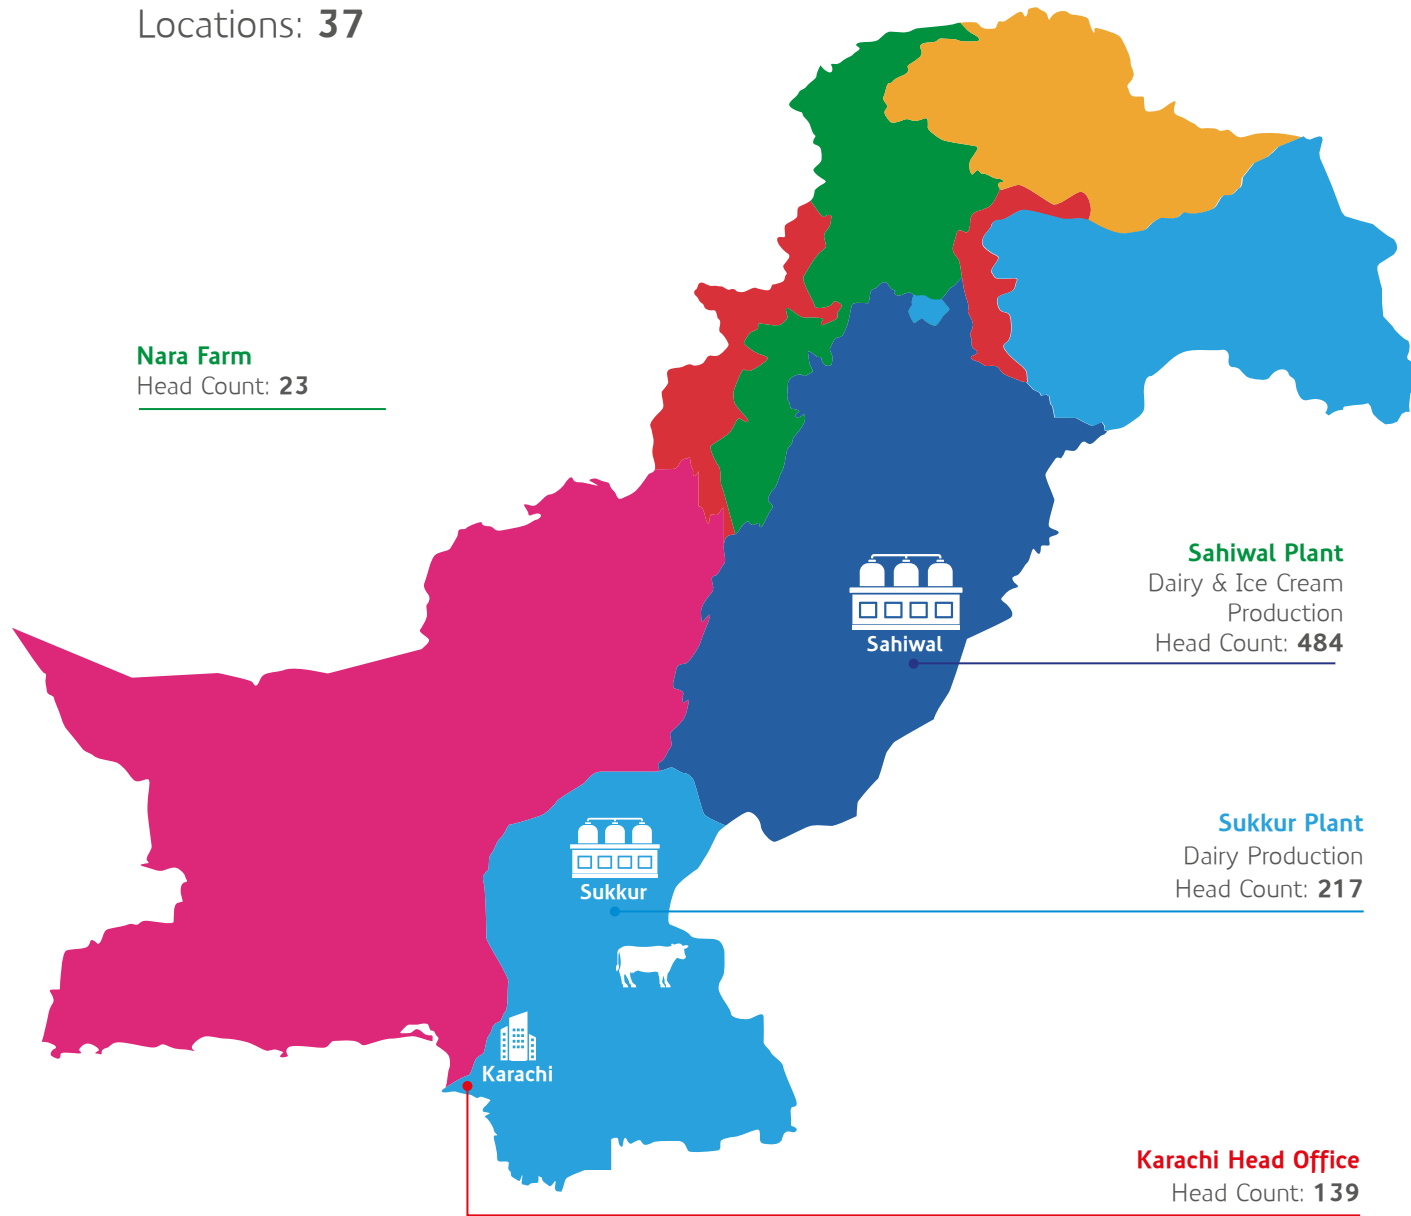 Locations: 37
Nara Farm
Head Count: 23
Sahiwal Plant
Dairy & Ice Cream
Production
Head Count: 484
Sahiwal
Sukkur Plant
Dairy Production
Head Count: 217
Sukkur
Karachi
Karachi Head Office
Head Count: 139